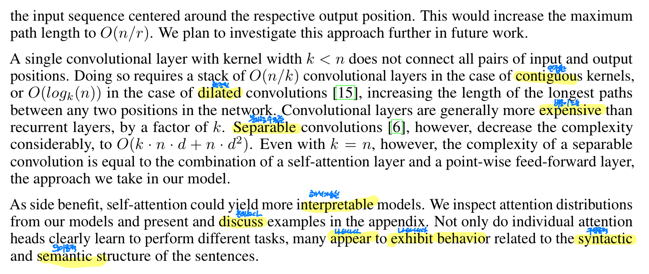 the input sequence centered around the respective output position. This would increase the maximum
path length to O(n/r). We plan to investigate this approach further in future work.
A single convolutional layer with kernel width k < n does not connect all pairs of input and output
positions. Doing so requires a stack of O(n/k) convolutional layers in the case of contiguous kernels,
or O(logk(n)) in the case of dilated convolutions [15], increasing the length of the longest paths
between any two positions in the network. Convolutional layers are generally more expensive than
recurrent layers, by a factor of k. Separable convolutions [6], however, decrease the complexity
considerably, to O(k · n · d + n · d²). Even with k = n, however, the complexity of a separable
convolution is equal to the combination of a self-attention layer and a point-wise feed-forward layer,
the approach we take in our model.
As side benefit, self-attention could yield more interpretable models. We inspect attention distributions
from our models and present and discuss examples in the appendix. Not only do individual attention
heads clearly learn to perform different tasks, many appear to exhibit behavior related to the syntactic
and semantic structure of the sentences.